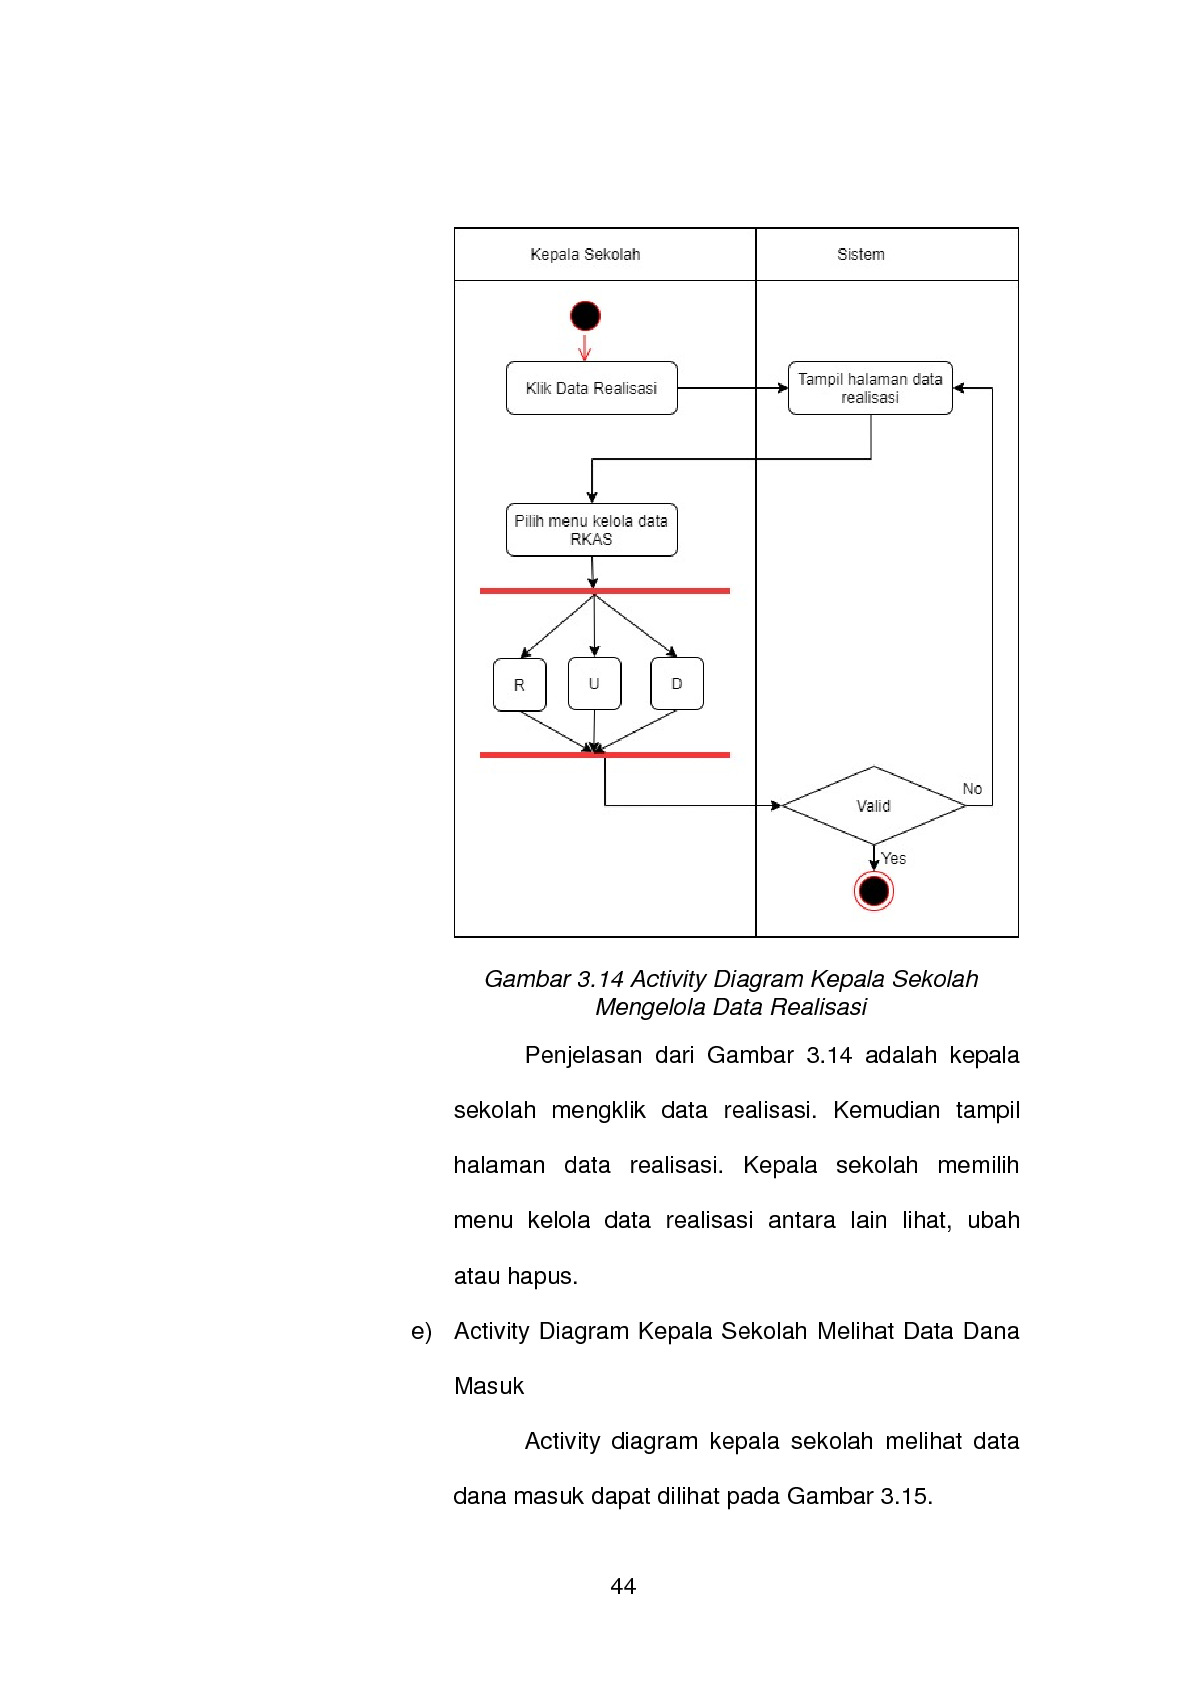 Kepala Sekolah
Sistem
Klik Data Realisasi
Tampil halaman data
realisasi
Pilih menu kelola data
RKAS
R
U
D
Valid
No
Yes
Gambar 3.14 Activity Diagram Kepala Sekolah
Mengelola Data Realisasi
Penjelasan dari Gambar 3.14 adalah kepala
sekolah mengklik data realisasi. Kemudian tampil
halaman data realisasi. Kepala sekolah memilih
menu kelola data realisasi antara lain lihat, ubah
atau hapus.
e) Activity Diagram Kepala Sekolah Melihat Data Dana
Masuk
Activity diagram kepala sekolah melihat data
dana masuk dapat dilihat pada Gambar 3.15.
44